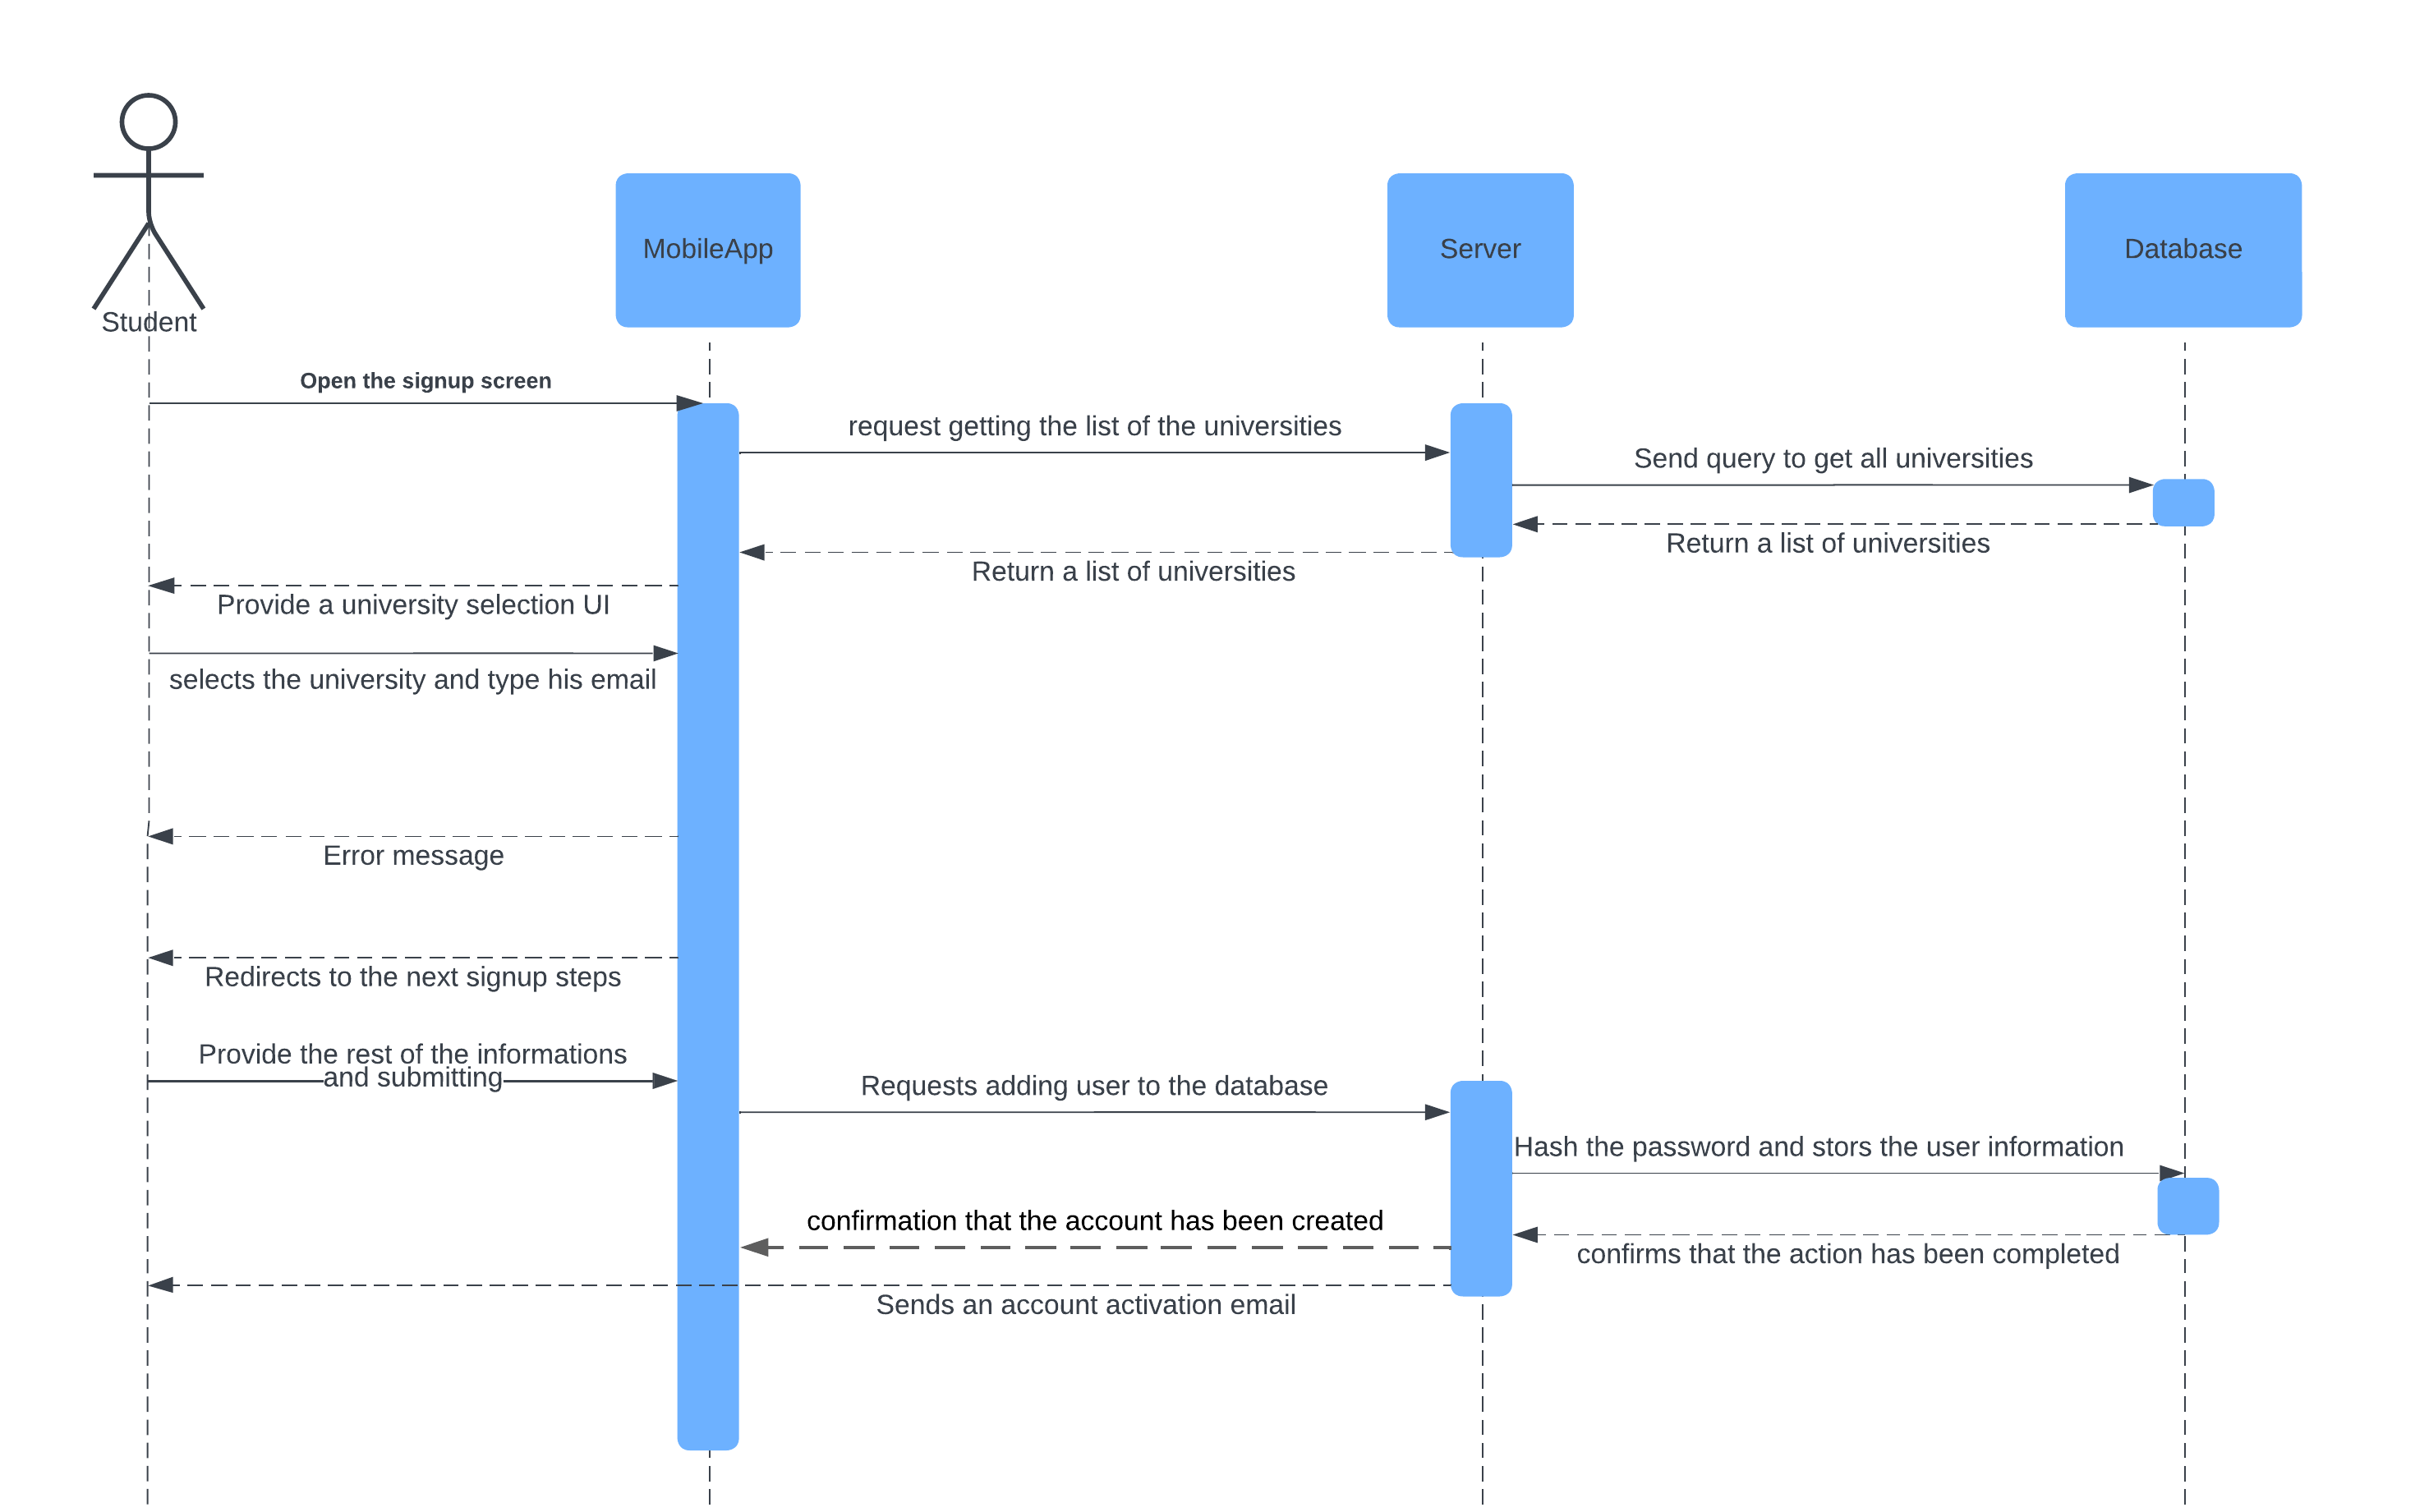 Student
MobileApp
Server
Database
Open the signup screen
request getting the list of the universities
Send query to get all universities
Return a list of universities
Return a list of universities
Provide a university selection UI
selects the university and type his email
Error message
Redirects to the next signup steps
Provide the rest of the informations
and submitting
Requests adding user to the database
Hash the password and stors the user information
confirmation that the account has been created
confirms that the action has been completed
Sends an account activation email